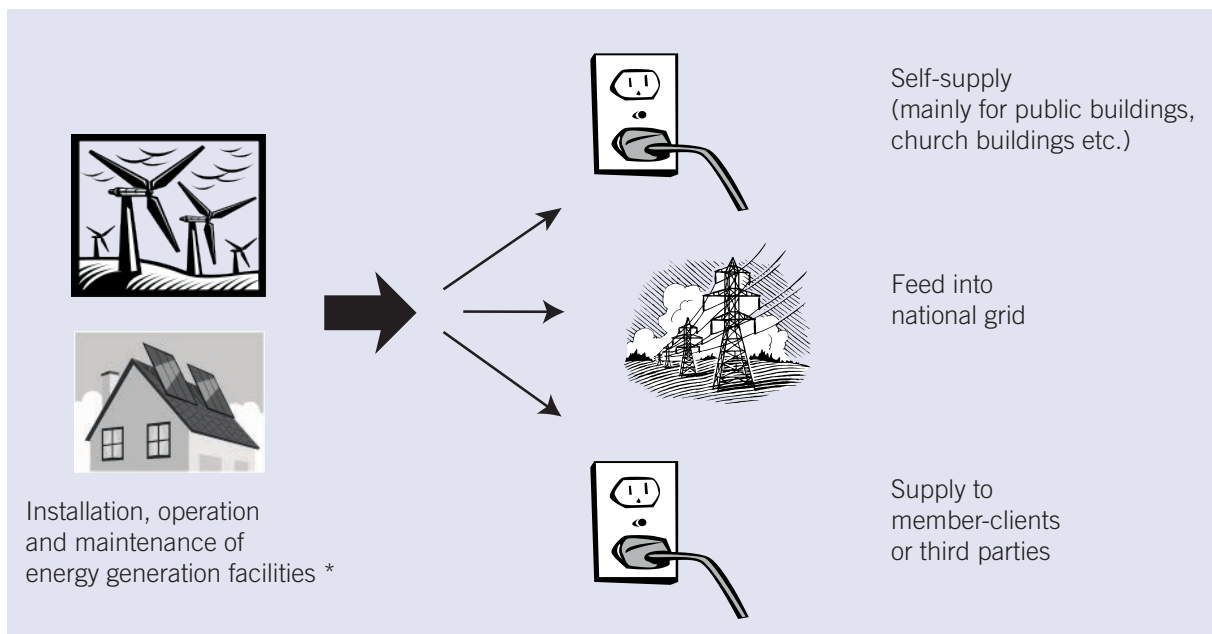 Self-supply
(mainly for public buildings,
church buildings etc.)
Feed into
national grid
Installation, operation
and maintenance of
energy generation facilities *
Supply to
member-clients
or third parties